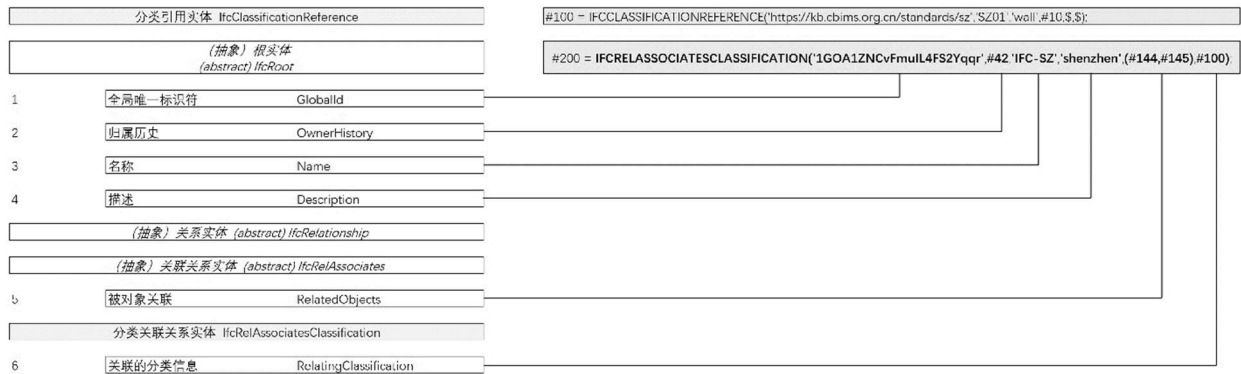 分类引用实体 IfcClassificationReference #100 = IFCCLASSIFICATIONREFERENCE('https://kb.cbims.org.cn/standards/sz','SZ01','wall',#10,$,$);
(抽象) 根实体
(abstract) IfcRoot
#200 = IFCRELASSOCIATESCLASSIFICATION('1GOA1ZNCvFmuIL4FS2Yqqr',#42,'IFC-SZ','shenzhen',(#144,#145),#100);
1 全局唯一标识符 GlobalId
2 归属历史 OwnerHistory
3 名称 Name
4 描述 Description
(抽象) 关系实体 (abstract) IfcRelationship
(抽象) 关联关系实体 (abstract) IfcRelAssociates
5 被对象关联 RelatedObjects
分类关联关系实体 IfcRelAssociatesClassification
6 关联的分类信息 RelatingClassification